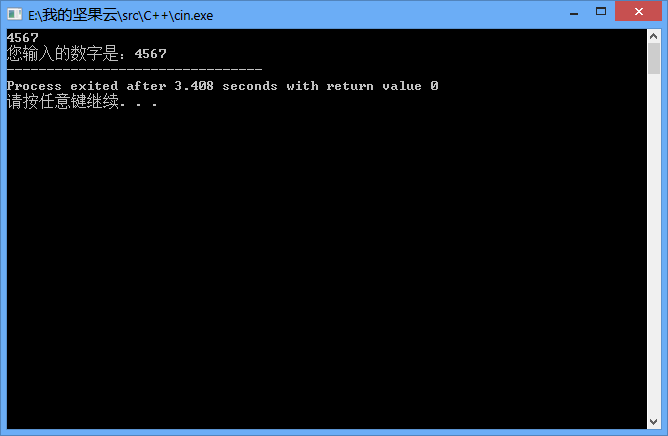 E:\我的坚果云\src\C++\cin.exe
4567
您输入的数字是：4567
--------------------------------
Process exited after 3.408 seconds with return value 0
请按任意键继续. . .